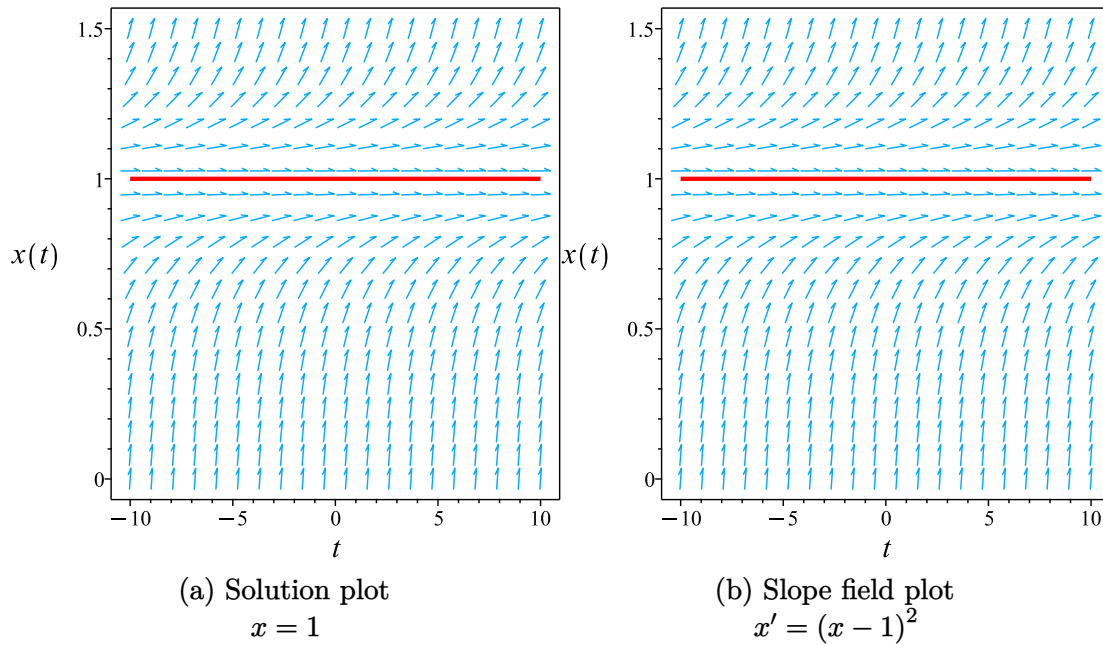 1.5
1
x(t)
0.5
0
−10 −5 0 5 10
t
(a) Solution plot
x = 1
1.5
1
x(t)
0.5
0
−10 −5 0 5 10
t
(b) Slope field plot
x′ = (x − 1)²